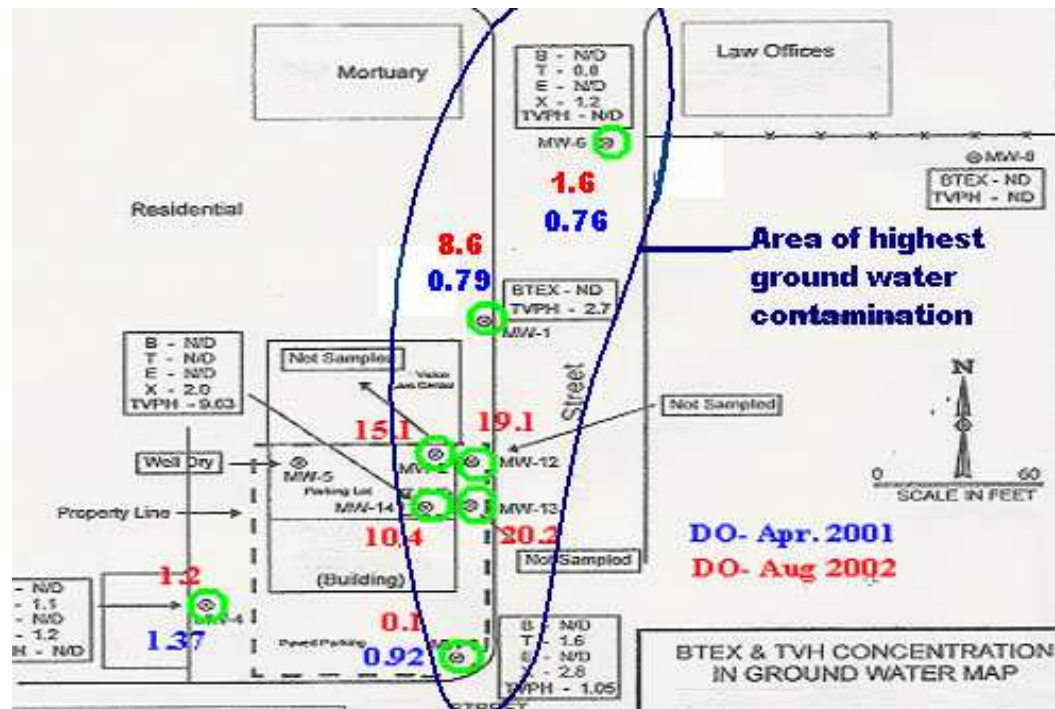 Mortuary
B - N/D
T - 0.8
E - N/D
X - 1.2
TVPH - N/D
Law Offices
MW-6
MW-8
BTEX - ND
TVPH - ND
1.6
0.76
Residential
8.6
0.79
Area of highest
ground water
contamination
BTEX - ND
TVPH - 2.7
MW-1
B - N/D
T - N/D
E - N/D
X - 2.0
TVPH - 9.63
Not Sampled
Street
N
Not Sampled
15.1
19.1
Well Dry
MW-5
MW-12
0 60
SCALE IN FEET
Parking Lot
Property Line
MW-14
MW-13
10.4
20.2
DO- Apr. 2001
Not Sampled
DO- Aug 2002
(Building)
1.2
- N/D
- 1.1
- N/D
- 1.2
H - N/D
1.37
0.1
Paved Parking
0.92
B - N/D
T - 1.6
E - N/D
X - 2.8
TVPH - 1.05
BTEX & TVH CONCENTRATION
IN GROUND WATER MAP
STREET